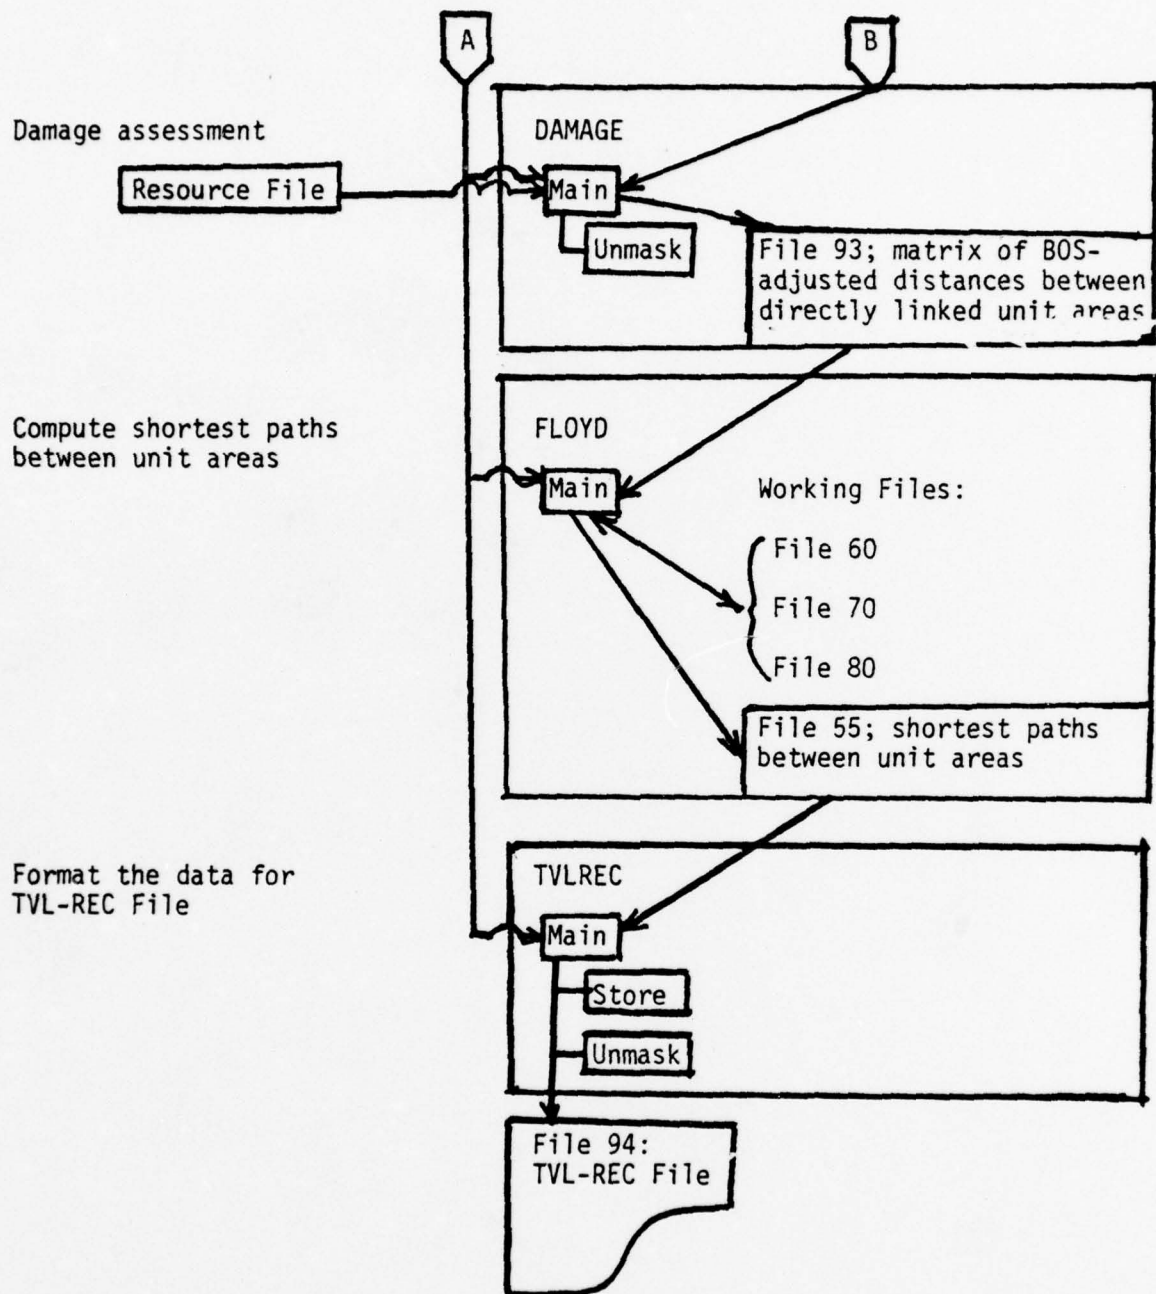 A
B
Damage assessment
DAMAGE
Resource File
Main
Unmask
File 93; matrix of BOS-
adjusted distances between
directly linked unit areas
Compute shortest paths
between unit areas
FLOYD
Main
Working Files:
File 60
File 70
File 80
File 55; shortest paths
between unit areas
Format the data for
TVL-REC File
TVLREC
Main
Store
Unmask
File 94:
TVL-REC File